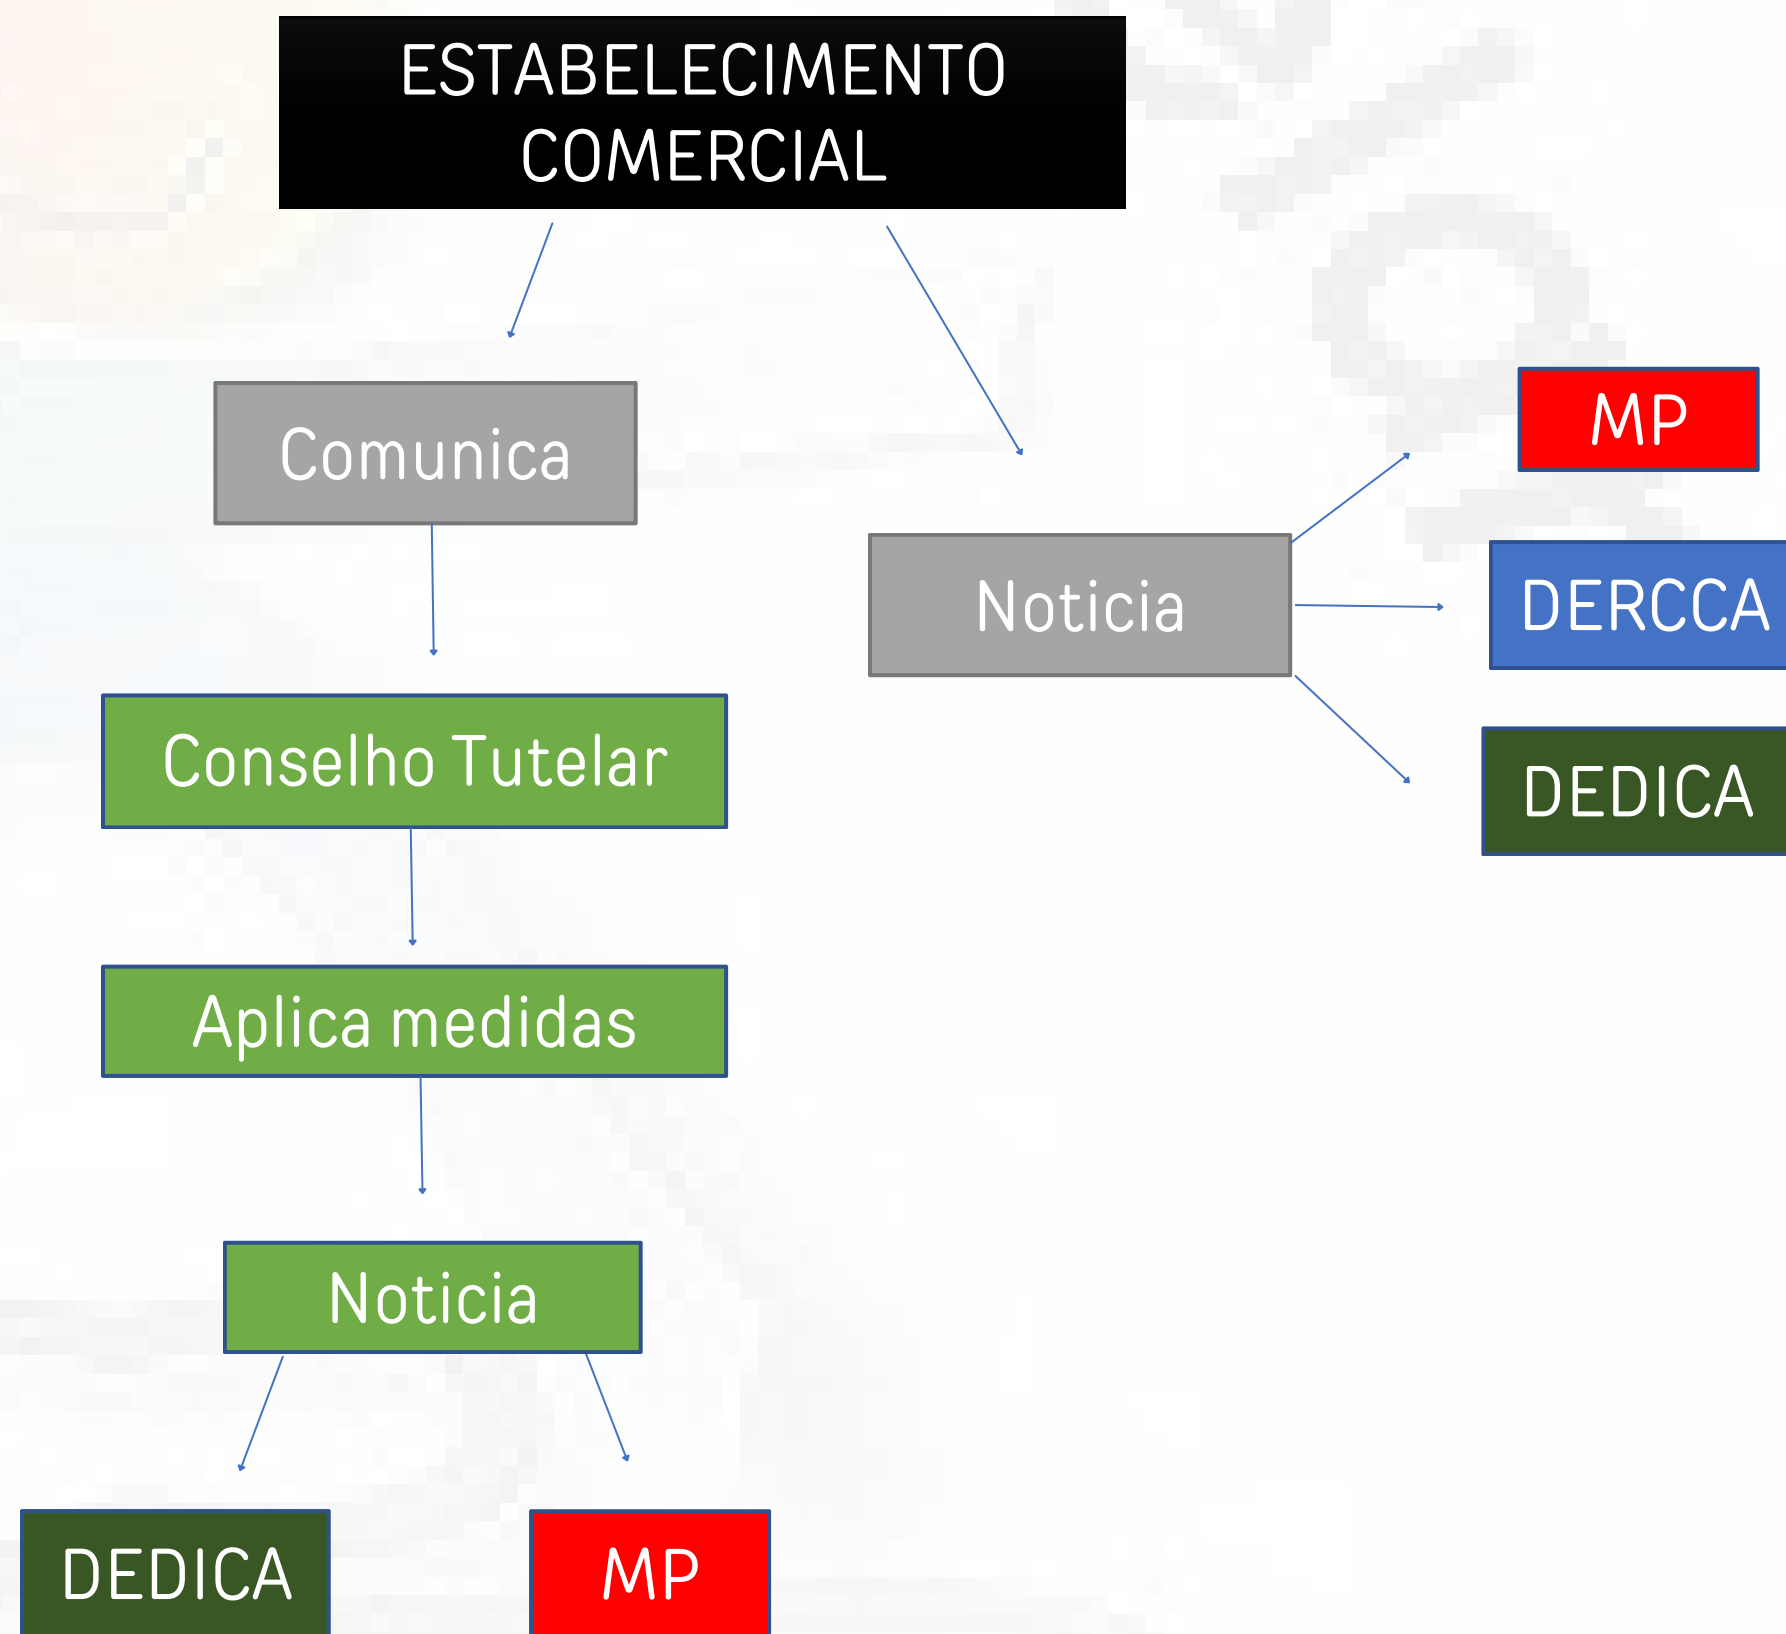 ESTABELECIMENTO
COMERCIAL
Comunica
MP
Noticia
DERCCA
DEDICA
Conselho Tutelar
Aplica medidas
Noticia
DEDICA
MP